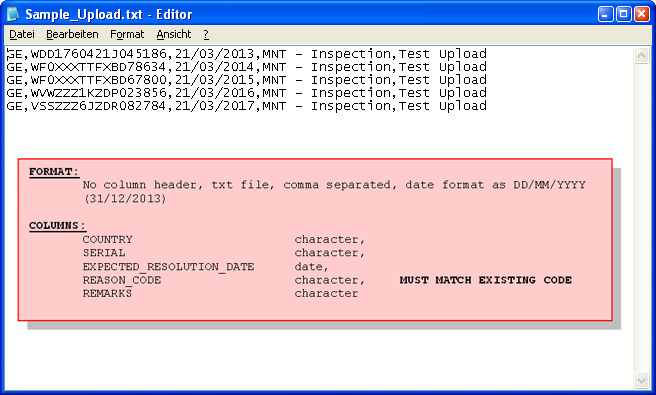 Sample_Upload.txt - Editor
Datei Bearbeiten Format Ansicht ?
GE,WDD1760421J045186,21/03/2013,MNT - Inspection,Test Upload
GE,WF0XXXTTFXBD78634,21/03/2014,MNT - Inspection,Test Upload
GE,WF0XXXTTFXBD67800,21/03/2015,MNT - Inspection,Test Upload
GE,WVWZZZ1KZDP023856,21/03/2016,MNT - Inspection,Test Upload
GE,VSSZZZ6JZDR082784,21/03/2017,MNT - Inspection,Test Upload
FORMAT:
No column header, txt file, comma separated, date format as DD/MM/YYYY
(31/12/2013)
COLUMNS:
COUNTRY character,
SERIAL character,
EXPECTED_RESOLUTION_DATE date,
REASON_CODE character, MUST MATCH EXISTING CODE
REMARKS character